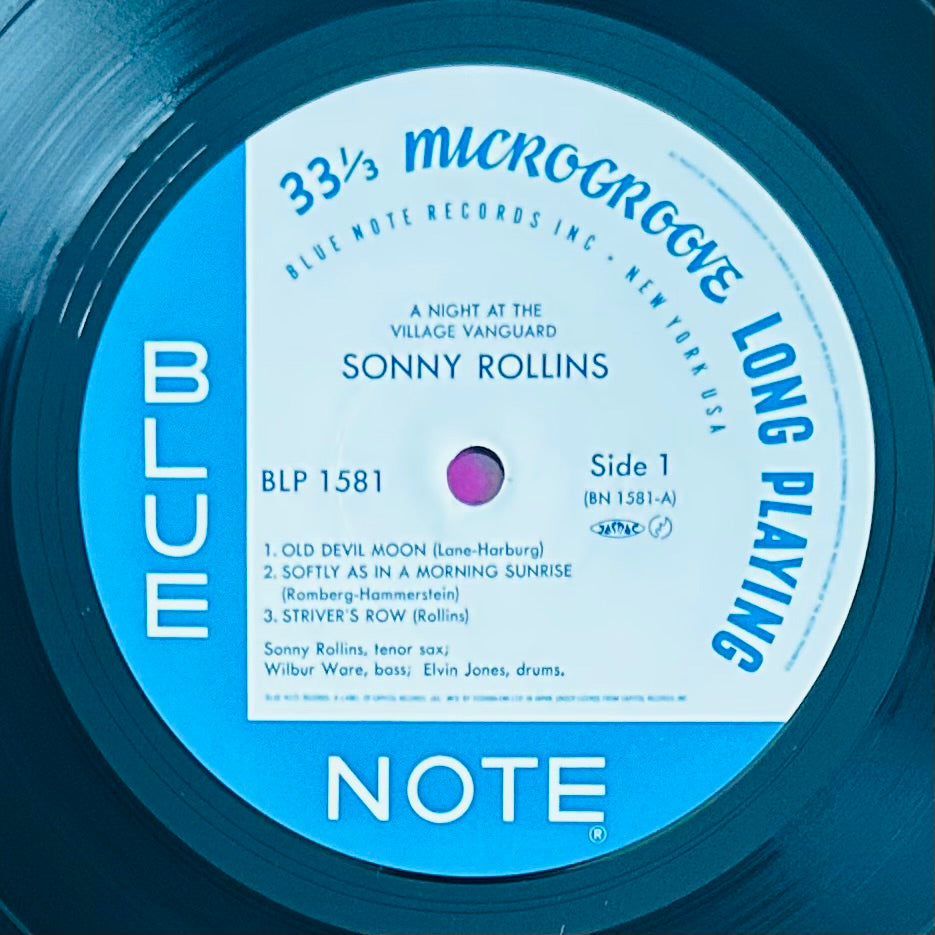 33⅓ MICROGROOVE LONG PLAYING
BLUE NOTE RECORDS INC · NEW YORK USA
A NIGHT AT THE
VILLAGE VANGUARD
SONNY ROLLINS
BLP 1581
Side 1
(BN 1581-A)
JASRAC
1. OLD DEVIL MOON (Lane-Harburg)
2. SOFTLY AS IN A MORNING SUNRISE
(Romberg-Hammerstein)
3. STRIVER'S ROW (Rollins)
Sonny Rollins, tenor sax;
Wilbur Ware, bass; Elvin Jones, drums.
BLUE
NOTE
®